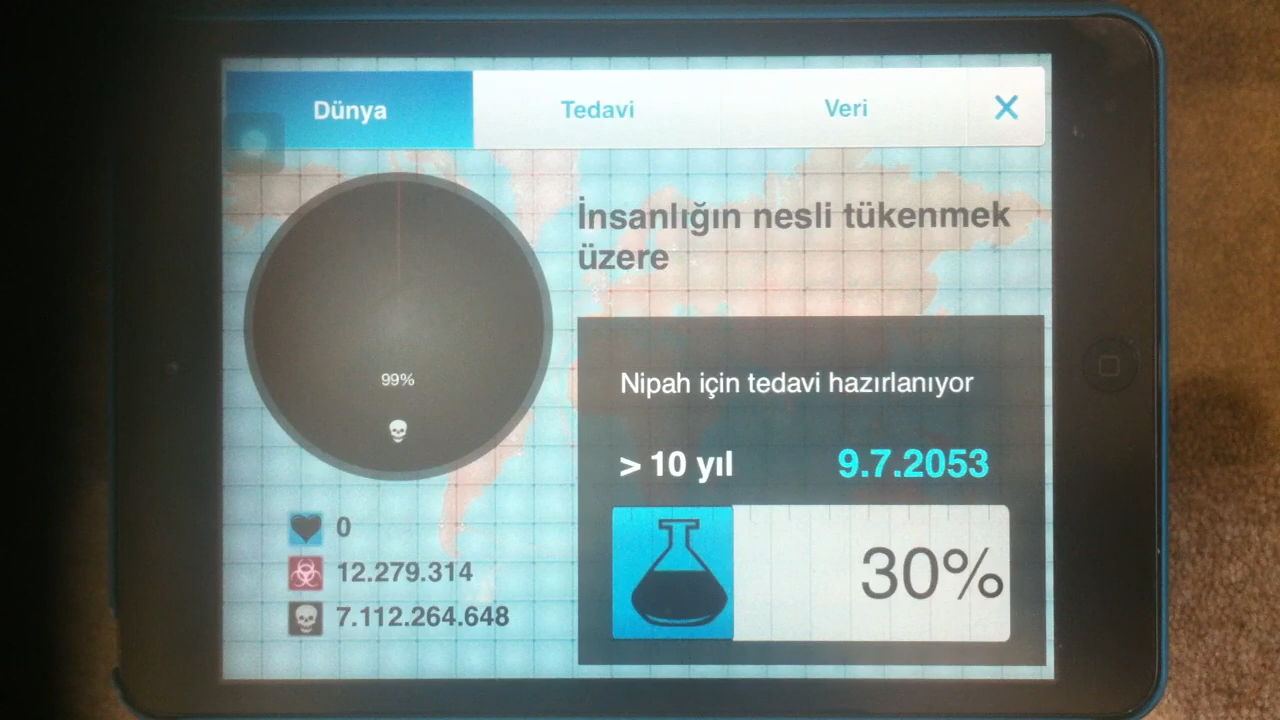 Dünya
Tedavi
Veri
İnsanlığın nesli tükenmek
üzere
99%
Nipah için tedavi hazırlanıyor
> 10 yıl
9.7.2053
30%
0
12.279.314
7.112.264.648